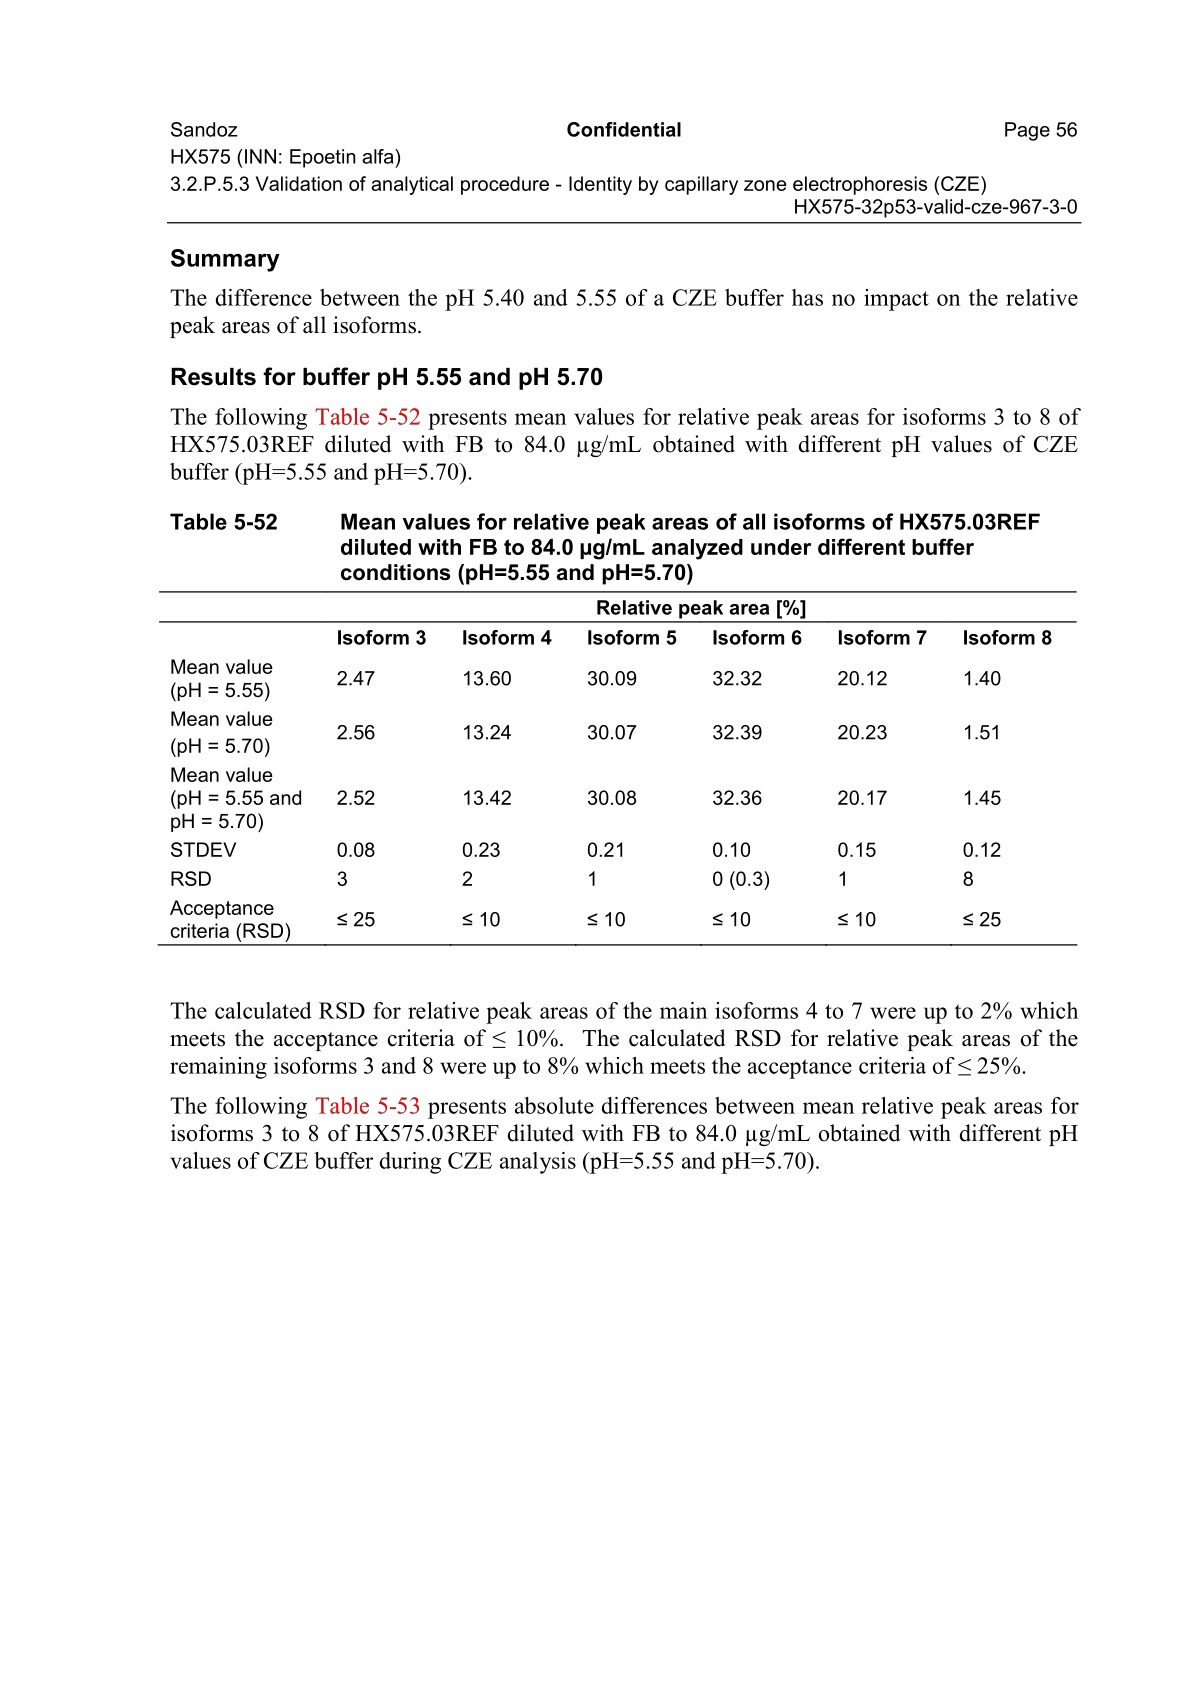 Sandoz Confidential Page 56
HX575 (INN: Epoetin alfa)
3.2.P.5.3 Validation of analytical procedure - Identity by capillary zone electrophoresis (CZE)
HX575-32p53-valid-cze-967-3-0
Summary
The difference between the pH 5.40 and 5.55 of a CZE buffer has no impact on the relative
peak areas of all isoforms.
Results for buffer pH 5.55 and pH 5.70
The following Table 5-52 presents mean values for relative peak areas for isoforms 3 to 8 of
HX575.03REF diluted with FB to 84.0 µg/mL obtained with different pH values of CZE
buffer (pH=5.55 and pH=5.70).
Table 5-52 Mean values for relative peak areas of all isoforms of HX575.03REF
diluted with FB to 84.0 µg/mL analyzed under different buffer
conditions (pH=5.55 and pH=5.70)
Relative peak area [%]
Isoform 3 Isoform 4 Isoform 5 Isoform 6 Isoform 7 Isoform 8
Mean value
(pH = 5.55) 2.47 13.60 30.09 32.32 20.12 1.40
Mean value
(pH = 5.70) 2.56 13.24 30.07 32.39 20.23 1.51
Mean value
(pH = 5.55 and 2.52 13.42 30.08 32.36 20.17 1.45
pH = 5.70)
STDEV 0.08 0.23 0.21 0.10 0.15 0.12
RSD 3 2 1 0 (0.3) 1 8
Acceptance
criteria (RSD) ≤ 25 ≤ 10 ≤ 10 ≤ 10 ≤ 10 ≤ 25
The calculated RSD for relative peak areas of the main isoforms 4 to 7 were up to 2% which
meets the acceptance criteria of ≤ 10%. The calculated RSD for relative peak areas of the
remaining isoforms 3 and 8 were up to 8% which meets the acceptance criteria of ≤ 25%.
The following Table 5-53 presents absolute differences between mean relative peak areas for
isoforms 3 to 8 of HX575.03REF diluted with FB to 84.0 µg/mL obtained with different pH
values of CZE buffer during CZE analysis (pH=5.55 and pH=5.70).